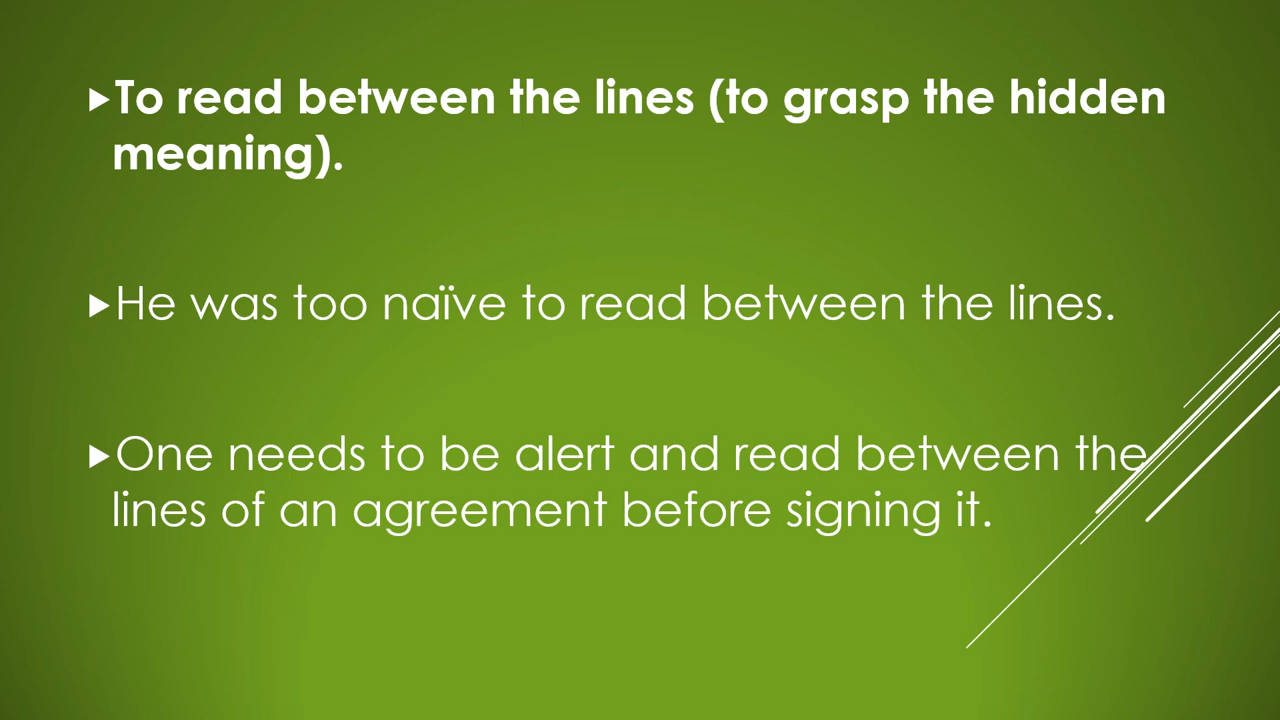 ▶To read between the lines (to grasp the hidden
meaning).
▶He was too naïve to read between the lines.
▶One needs to be alert and read between the
lines of an agreement before signing it.